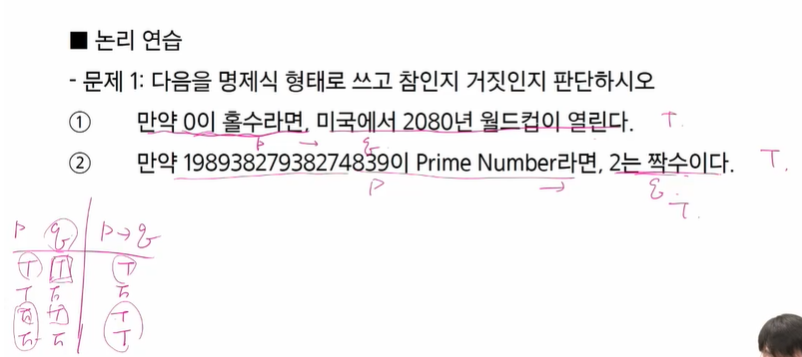 ■ 논리 연습
- 문제 1: 다음을 명제식 형태로 쓰고 참인지 거짓인지 판단하시오
① 만약 0이 홀수라면, 미국에서 2080년 월드컵이 열린다. T.
p → q
② 만약 19893827938274839이 Prime Number라면, 2는 짝수이다. T.
p → q
T.
p q p→q
T T T
T F F
F T T
F F T